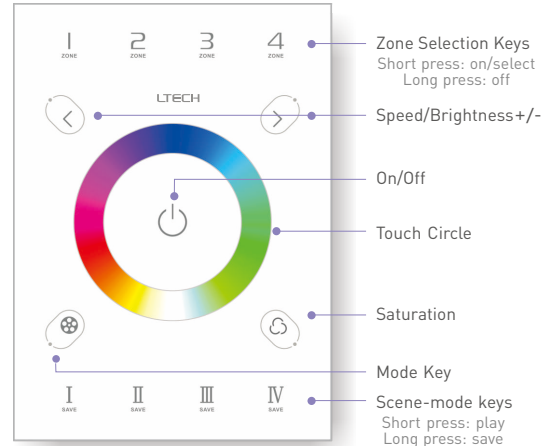 1 2 3 4
ZONE ZONE ZONE ZONE
Zone Selection Keys
Short press: on/select
Long press: off
LTECH
Speed/Brightness+/-
On/Off
Touch Circle
Saturation
Mode Key
I II III IV
SAVE SAVE SAVE SAVE
Scene-mode keys
Short press: play
Long press: save